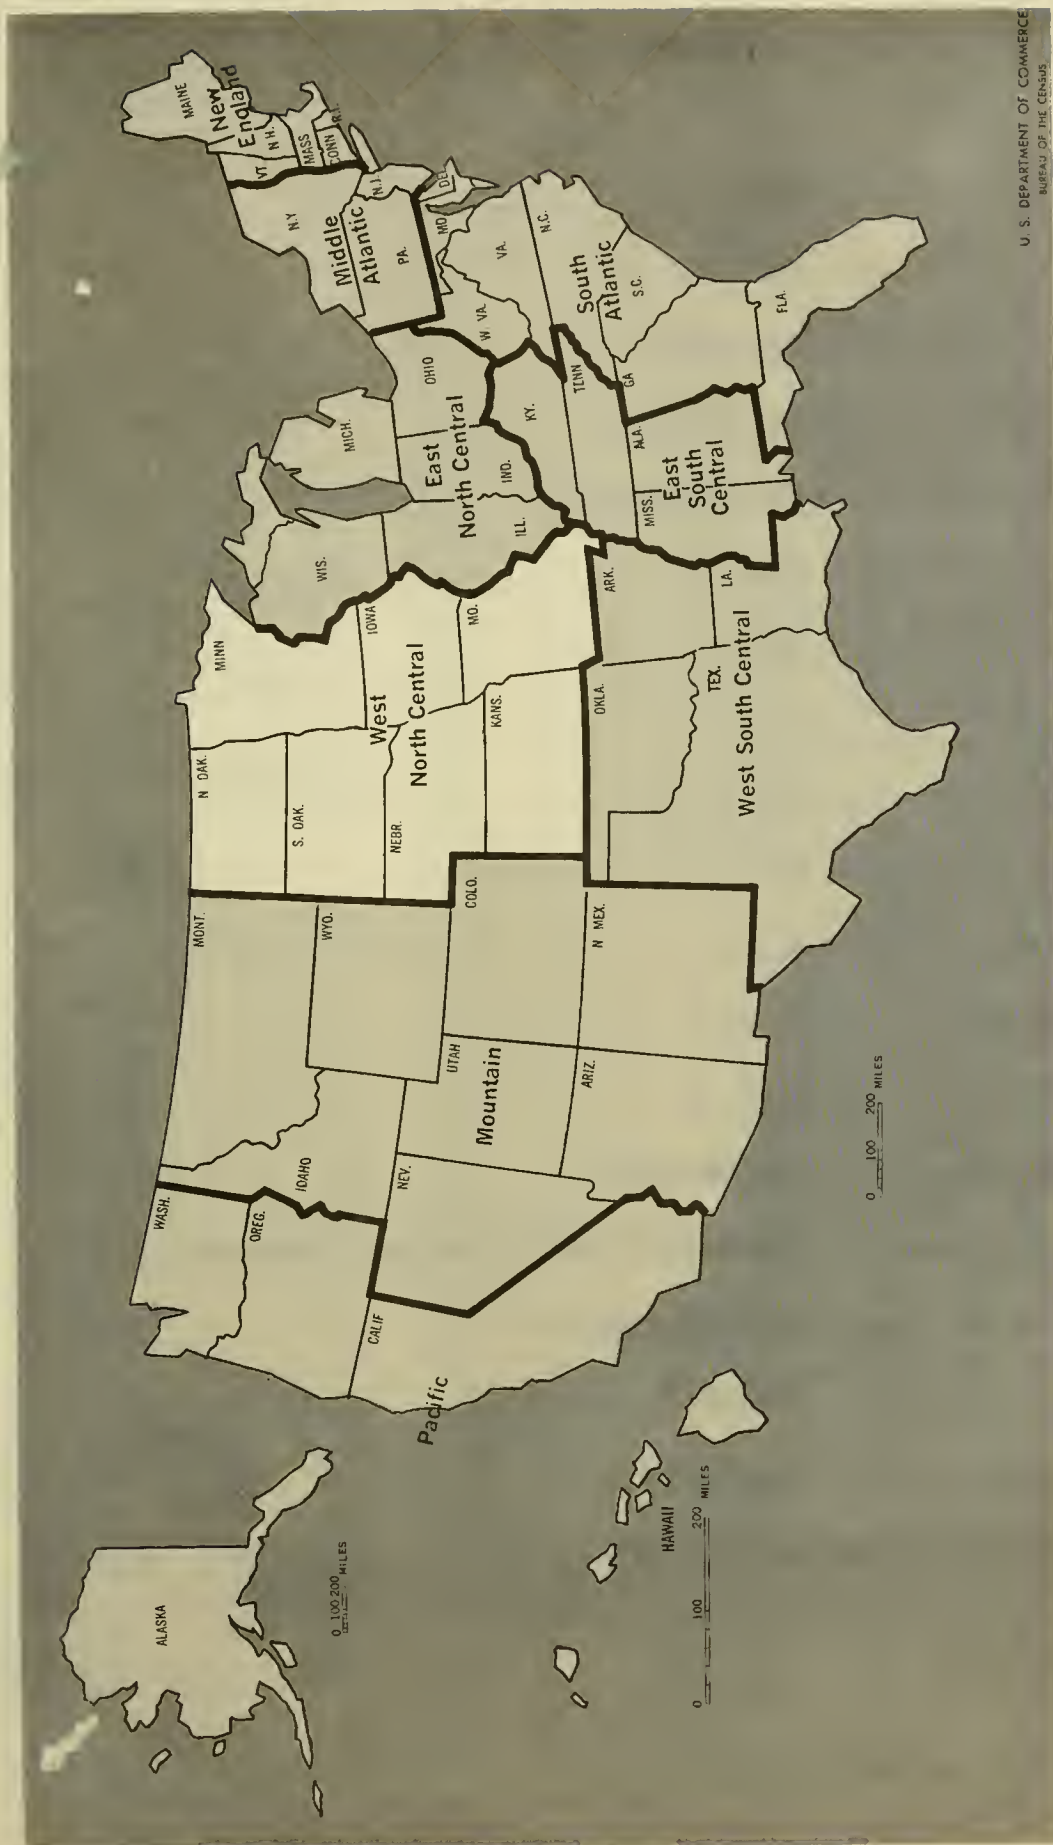 ALASKA
0 100 200 MILES
HAWAII
0 100 200 MILES
Pacific
WASH.
OREG.
CALIF
IDAHO
NEV.
MONT.
WYO.
UTAH
COLO.
ARIZ.
N MEX.
Mountain
0 100 200 MILES
N DAK.
S. DAK.
NEBR.
KANS.
MINN
IOWA
MO.
West
North Central
OKLA.
TEX.
ARK.
LA.
West South Central
WIS.
MICH.
ILL.
IND.
OHIO
East
North Central
KY.
TENN
MISS.
ALA.
East
South
Central
W. VA.
MD.
DEL
VA.
N.C.
S.C.
GA
FLA.
South
Atlantic
N.Y
PA.
N.J.
Middle
Atlantic
MAINE
VT.
N H.
MASS
CONN
R.I.
New
England
U. S. DEPARTMENT OF COMMERCE
BUREAU OF THE CENSUS